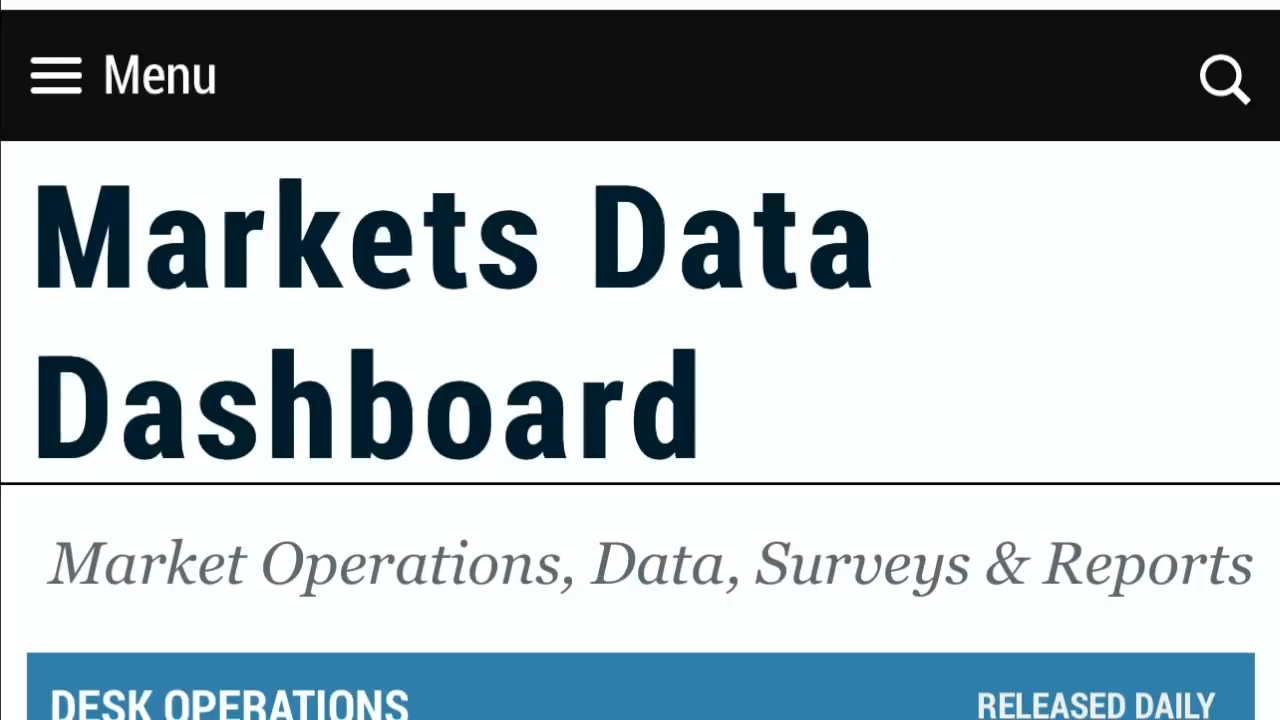 Menu
Markets Data
Dashboard
Market Operations, Data, Surveys & Reports
DESK OPERATIONS
RELEASED DAILY